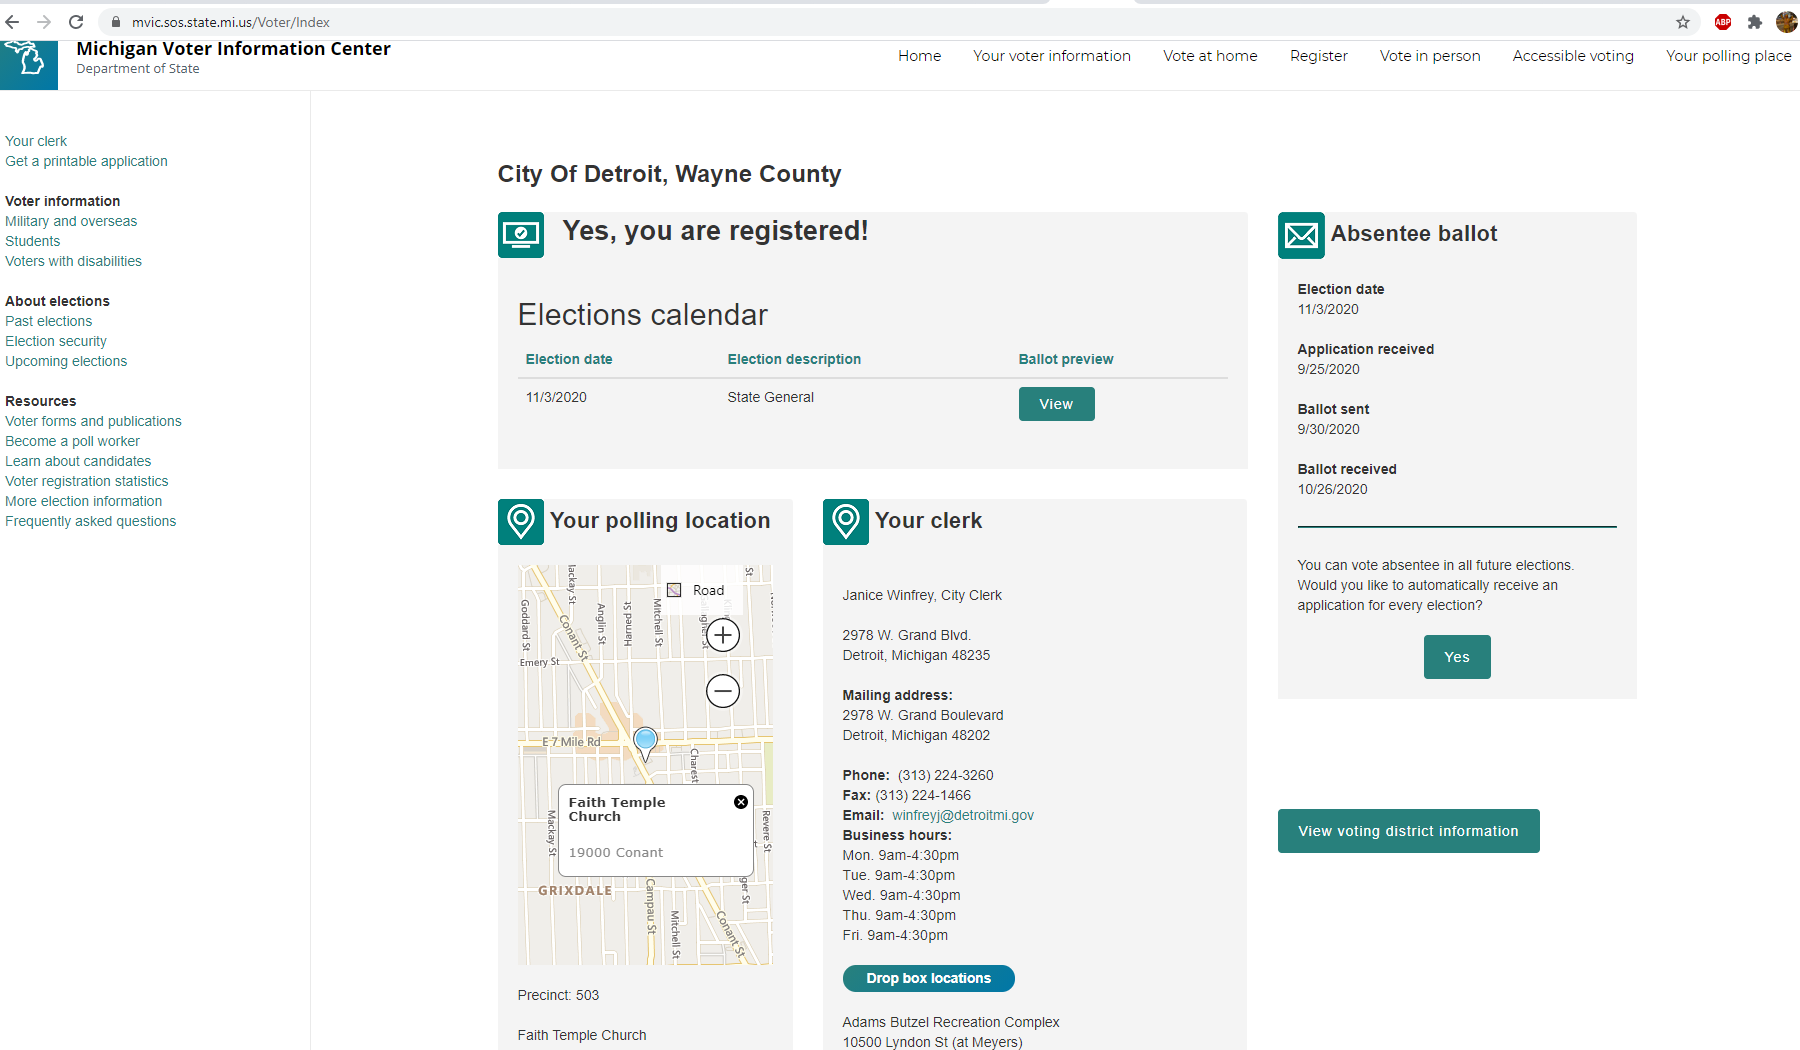 mvic.sos.state.mi.us/Voter/Index
ABP
Michigan Voter Information Center
Department of State
Home
Your voter information
Vote at home
Register
Vote in person
Accessible voting
Your polling place
Your clerk
Get a printable application
Voter information
Military and overseas
Students
Voters with disabilities
About elections
Past elections
Election security
Upcoming elections
Resources
Voter forms and publications
Become a poll worker
Learn about candidates
Voter registration statistics
More election information
Frequently asked questions
City Of Detroit, Wayne County
Yes, you are registered!
Elections calendar
Election date Election description Ballot preview
11/3/2020 State General View
Your polling location
Road
St
Goddard St
Conant St
Anglin St
Harned St
Mitchell St
Emery St
E 7 Mile Rd
Charest
Faith Temple
Church
19000 Conant
Mackay St
Revere St
GRIXDALE
Campau St
Mitchell St
Conant St
Precinct: 503
Faith Temple Church
Your clerk
Janice Winfrey, City Clerk
2978 W. Grand Blvd.
Detroit, Michigan 48235
Mailing address:
2978 W. Grand Boulevard
Detroit, Michigan 48202
Phone: (313) 224-3260
Fax: (313) 224-1466
Email: winfreyj@detroitmi.gov
Business hours:
Mon. 9am-4:30pm
Tue. 9am-4:30pm
Wed. 9am-4:30pm
Thu. 9am-4:30pm
Fri. 9am-4:30pm
Drop box locations
Adams Butzel Recreation Complex
10500 Lyndon St (at Meyers)
Absentee ballot
Election date
11/3/2020
Application received
9/25/2020
Ballot sent
9/30/2020
Ballot received
10/26/2020
You can vote absentee in all future elections.
Would you like to automatically receive an
application for every election?
Yes
View voting district information